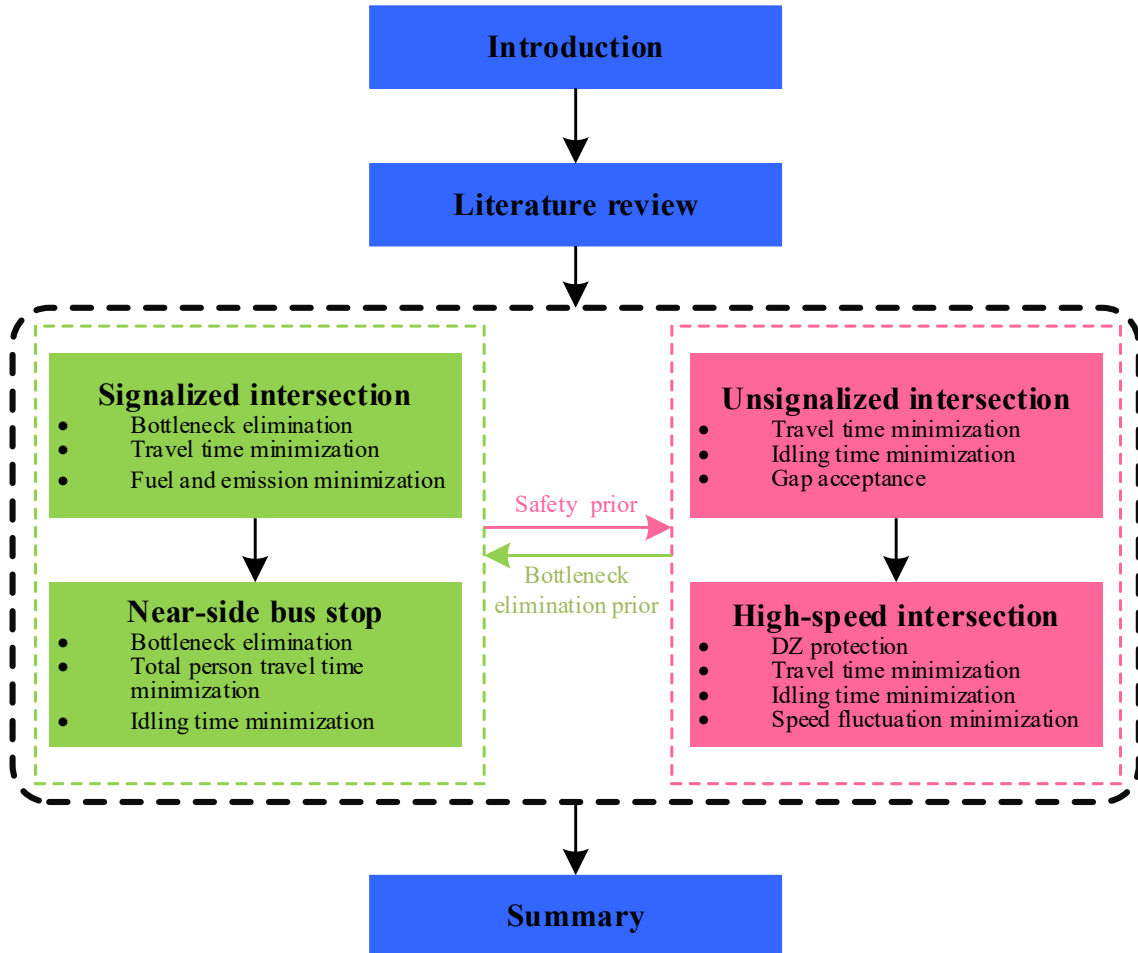 Introduction
Literature review
Signalized intersection
• Bottleneck elimination
• Travel time minimization
• Fuel and emission minimization
Near-side bus stop
• Bottleneck elimination
• Total person travel time
minimization
• Idling time minimization
Safety prior
Bottleneck
elimination prior
Unsignalized intersection
• Travel time minimization
• Idling time minimization
• Gap acceptance
High-speed intersection
• DZ protection
• Travel time minimization
• Idling time minimization
• Speed fluctuation minimization
Summary